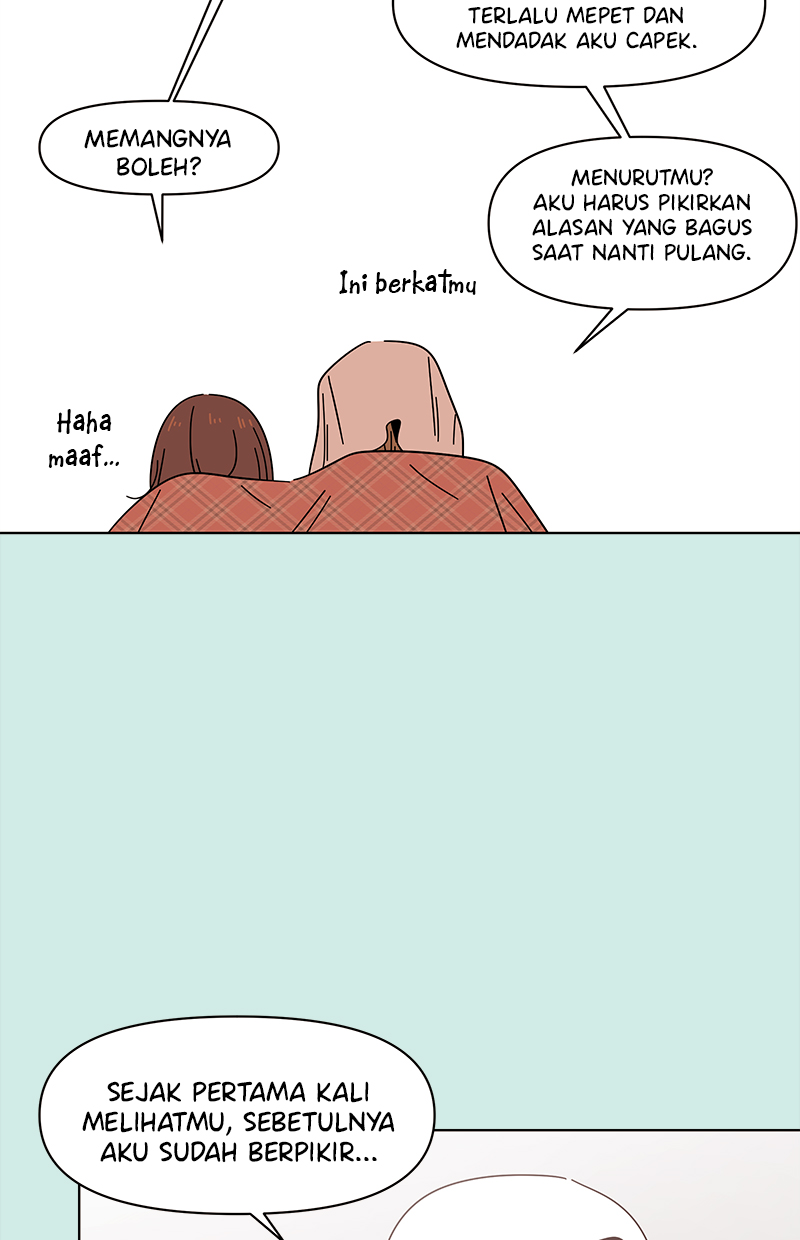 TERLALU MEPET DAN
MENDADAK AKU CAPEK.
MEMANGNYA
BOLEH?
MENURUTMU?
AKU HARUS PIKIRKAN
ALASAN YANG BAGUS
SAAT NANTI PULANG.
Ini berkatmu
Haha
maaf...
SEJAK PERTAMA KALI
MELIHATMU, SEBETULNYA
AKU SUDAH BERPIKIR...